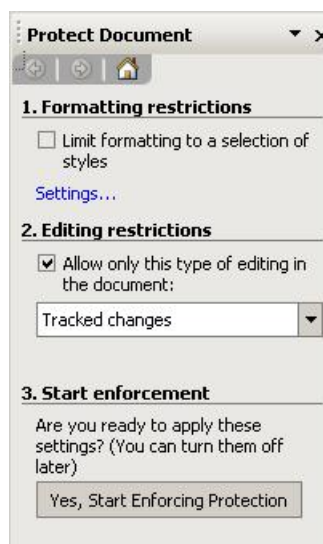 Protect Document
1. Formatting restrictions
Limit formatting to a selection of
styles
Settings...
2. Editing restrictions
Allow only this type of editing in
the document:
Tracked changes
3. Start enforcement
Are you ready to apply these
settings? (You can turn them off
later)
Yes, Start Enforcing Protection